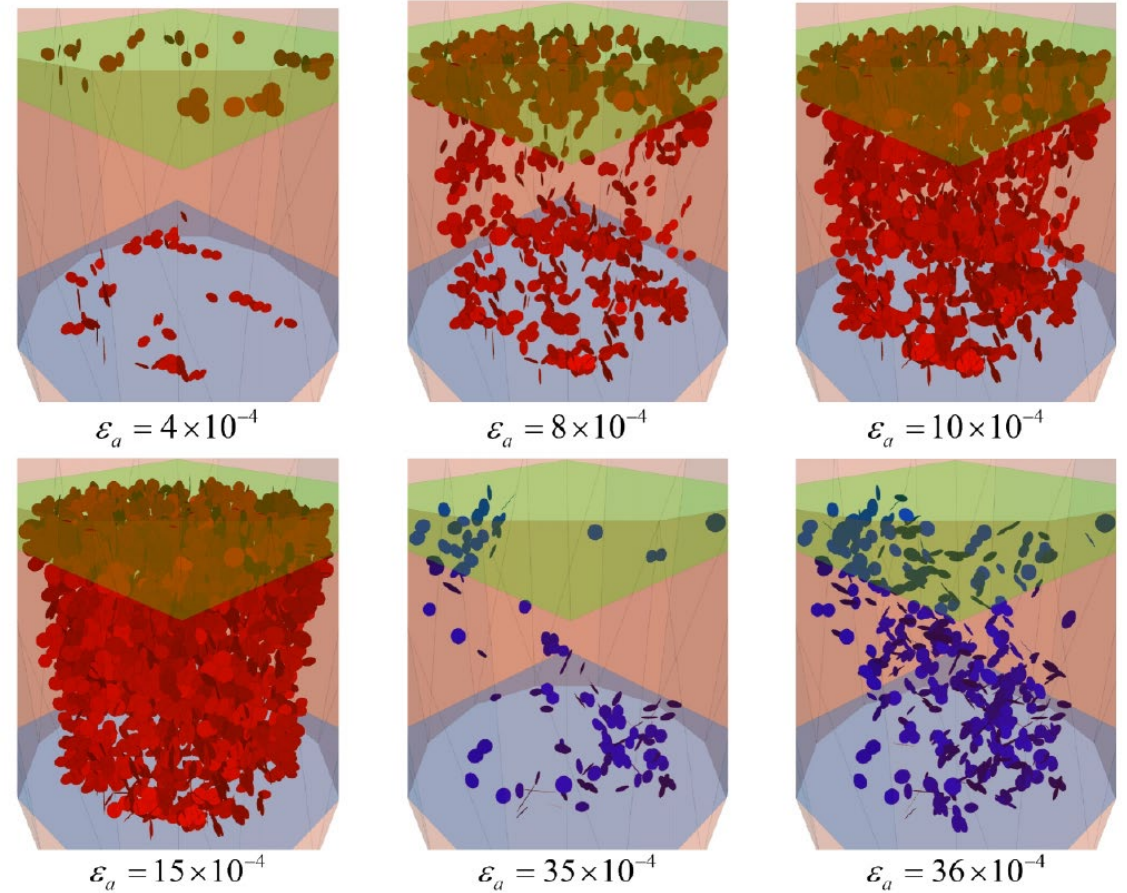 εₐ = 4×10⁻⁴
εₐ = 8×10⁻⁴
εₐ = 10×10⁻⁴
εₐ = 15×10⁻⁴
εₐ = 35×10⁻⁴
εₐ = 36×10⁻⁴